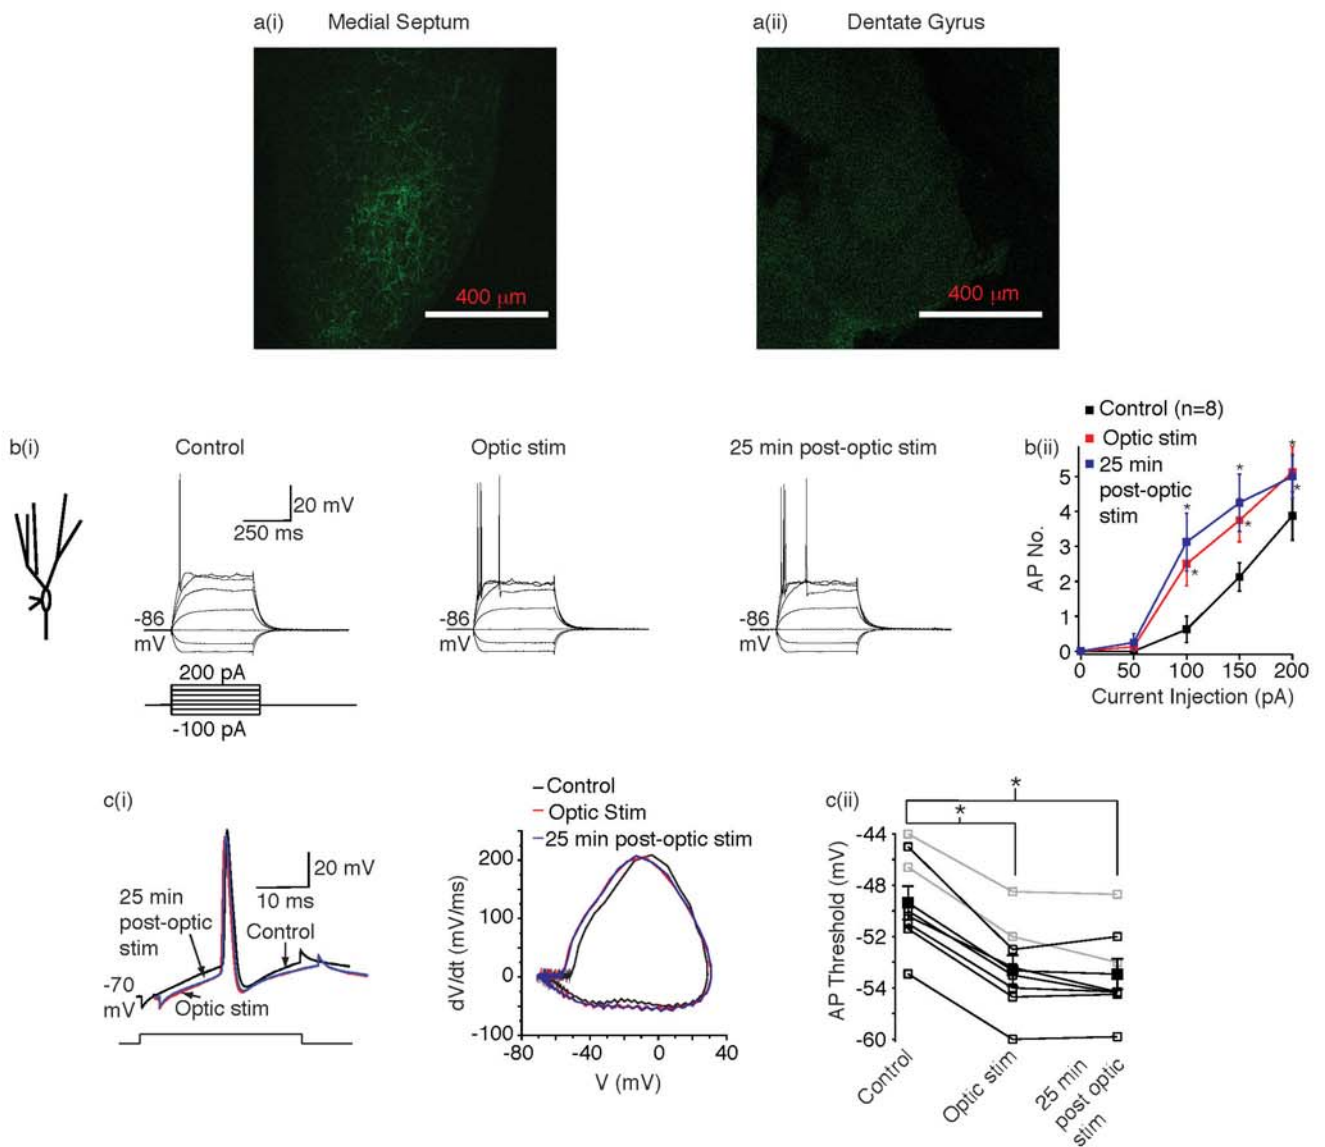 a(i) Medial Septum
a(ii) Dentate Gyrus
400 μm
400 μm
b(i)
Control
Optic stim
25 min post-optic stim
20 mV
250 ms
-86
mV
-86
mV
-86
mV
200 pA
-100 pA
b(ii)
Control (n=8)
Optic stim
25 min
post-optic
stim
*
*
*
*
*
*
AP No.
5
4
3
2
1
0
0 50 100 150 200
Current Injection (pA)
c(i)
20 mV
10 ms
25 min
post-optic
stim
Control
-70
mV
Optic stim
Control
Optic Stim
25 min post-optic stim
dV/dt (mV/ms)
200
100
0
-100
-80 -40 0 40
V (mV)
c(ii)
*
*
AP Threshold (mV)
-44
-48
-52
-54
-60
Control
Optic stim
25 min
post optic
stim